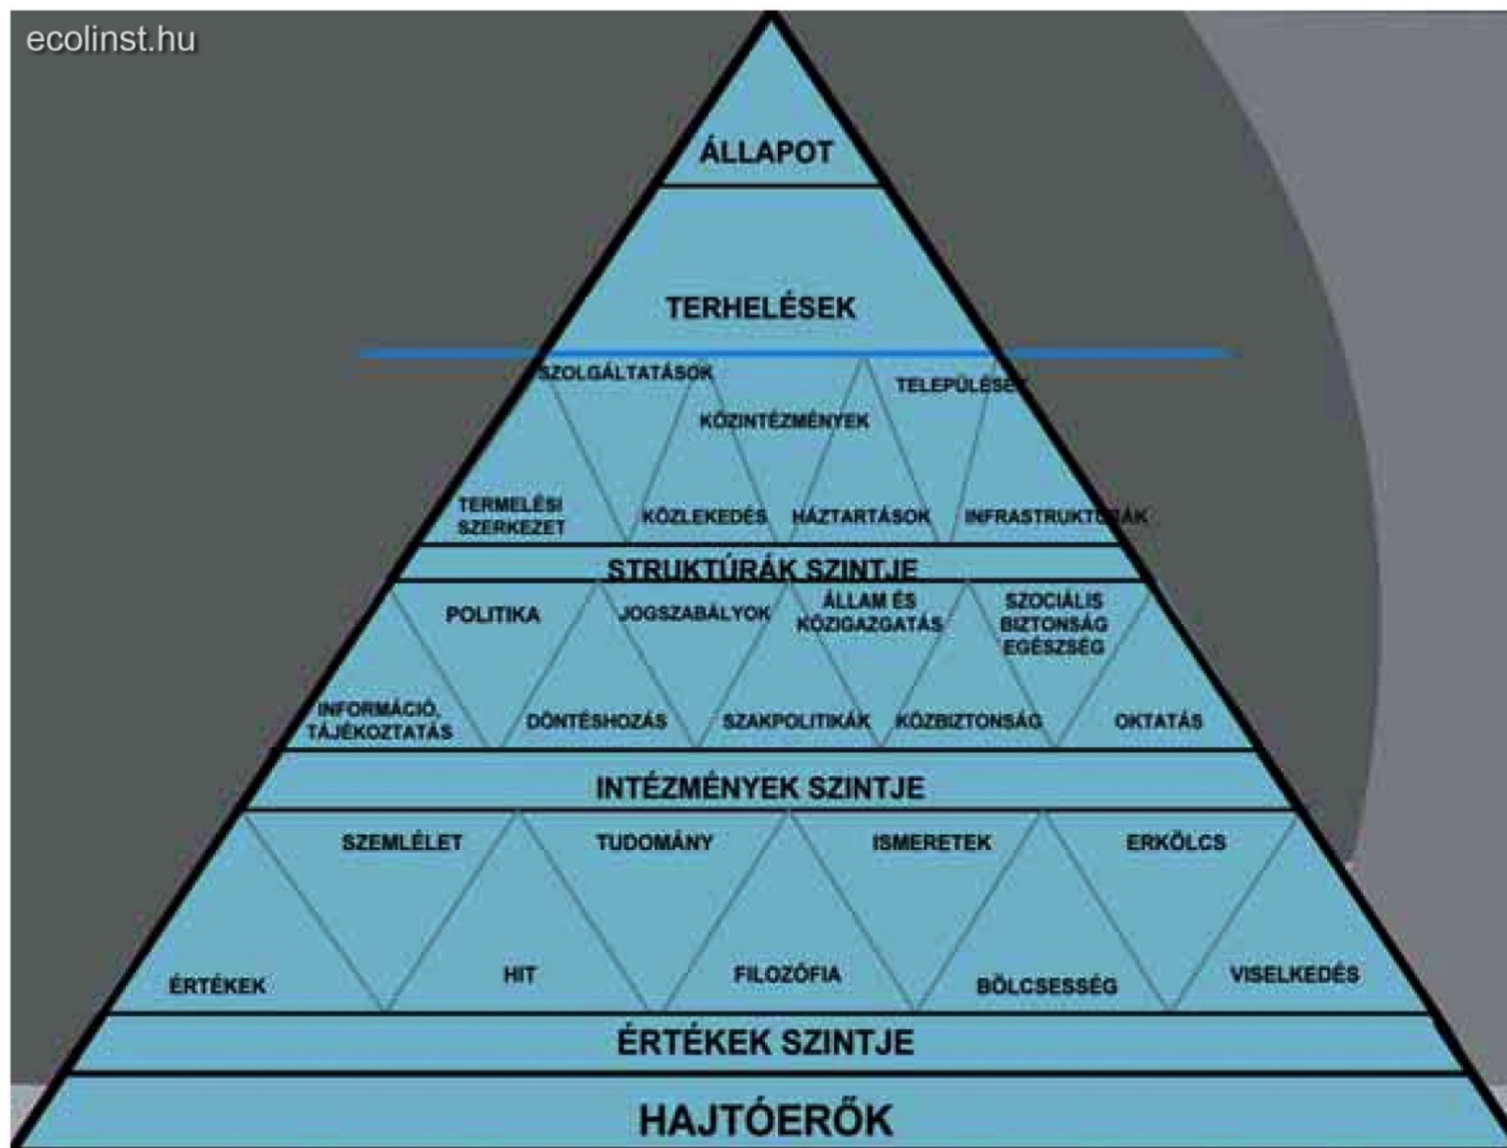 ecolinst.hu
ÁLLAPOT
TERHELÉSEK
SZOLGÁLTATÁSOK
TELEPÜLÉSEK
KÖZINTÉZMÉNYEK
TERMELÉSI
SZERKEZET
KÖZLEKEDÉS
HÁZTARTÁSOK
INFRASTRUKTÚRÁK
STRUKTÚRÁK SZINTJE
POLITIKA
JOGSZABÁLYOK
ÁLLAM ÉS
KÖZIGAZGATÁS
SZOCIÁLIS
BIZTONSÁG
EGÉSZSÉG
INFORMÁCIÓ,
TÁJÉKOZTATÁS
DÖNTÉSHOZÁS
SZAKPOLITIKÁK
KÖZBIZTONSÁG
OKTATÁS
INTÉZMÉNYEK SZINTJE
SZEMLÉLET
TUDOMÁNY
ISMERETEK
ERKÖLCS
ÉRTÉKEK
HIT
FILOZÓFIA
BÖLCSESSÉG
VISELKEDÉS
ÉRTÉKEK SZINTJE
HAJTÓERŐK